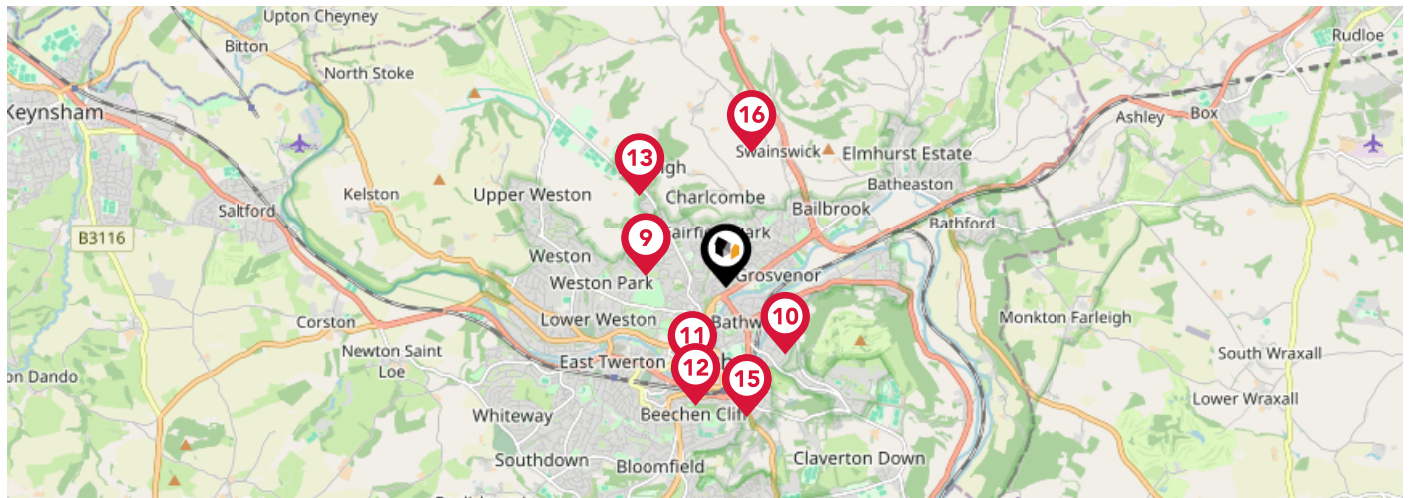 Upton Cheyney
Bitton
Rudloe
North Stoke
Keynsham
16
Ashley
Box
13
Swainswick
Elmhurst Estate
Kelston
Upper Weston
Charlcombe
Batheaston
Saltford
Bailbrook
Bathford
B3116
9
Weston
Grosvenor
Weston Park
Corston
Lower Weston
10
Monkton Farleigh
11
Newton Saint
Loe
East Twerton
12
15
South Wraxall
Lower Wraxall
Whiteway
Beechen Cliff
Southdown
Bloomfield
Claverton Down